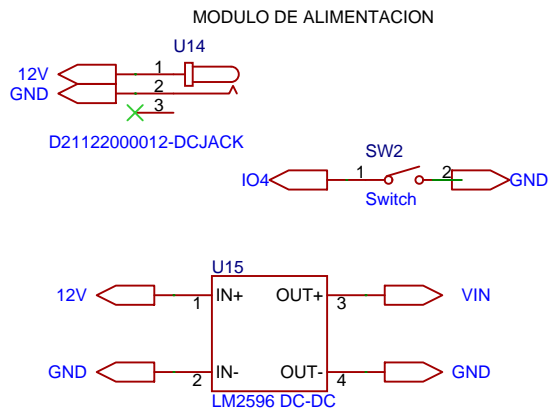 MODULO DE ALIMENTACION
U14
12V 1
GND 2
3
D21122000012-DCJACK
SW2
IO4 1 2 GND
Switch
U15
12V 1 IN+ OUT+ 3 VIN
GND 2 IN- OUT- 4 GND
LM2596 DC-DC